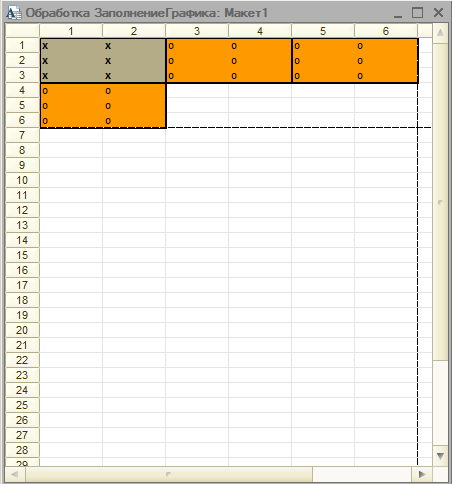 Обработка ЗаполнениеГрафика: Макет1
1 2 3 4 5 6
1 x x o o o o
2 x x o o o o
3 x x o o o o
4 o o
5 o o
6 o o
7
8
9
10
11
12
13
14
15
16
17
18
19
20
21
22
23
24
25
26
27
28
29